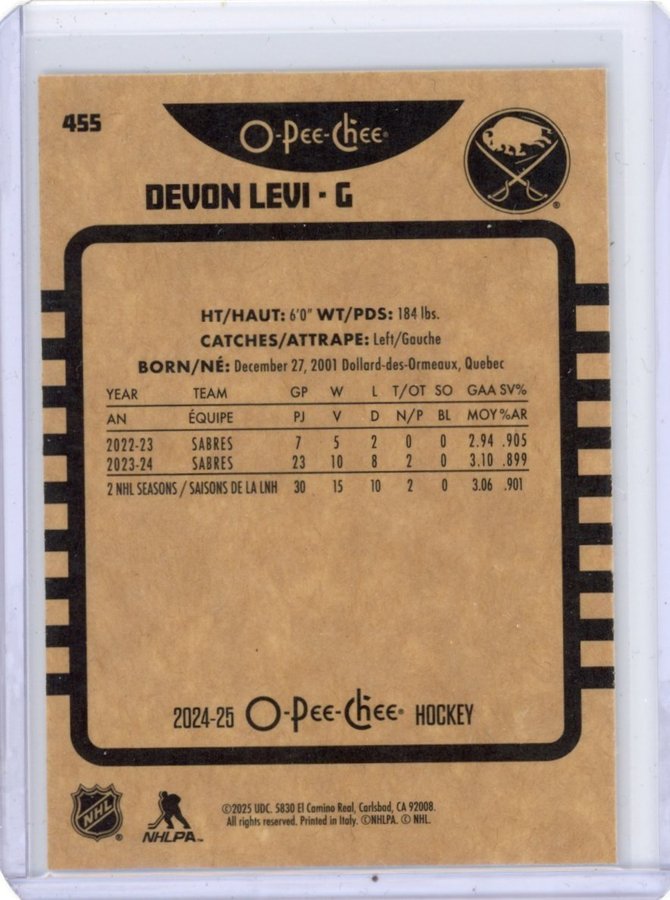 455
O-Pee-Chee®
DEVON LEVI · G
®
HT/HAUT: 6'0" WT/PDS: 184 lbs.
CATCHES/ATTRAPE: Left/Gauche
BORN/NÉ: December 27, 2001 Dollard-des-Ormeaux, Quebec
YEAR TEAM GP W L T/OT SO GAA SV%
AN ÉQUIPE PJ V D N/P BL MOY %AR
2022-23 SABRES 7 5 2 0 0 2.94 .905
2023-24 SABRES 23 10 8 2 0 3.10 .899
2 NHL SEASONS / SAISONS DE LA LNH 30 15 10 2 0 3.06 .901
2024-25 O-Pee-Chee® HOCKEY
NHL ®
NHLPA™
©2025 UDC. 5830 El Camino Real, Carlsbad, CA 92008.
All rights reserved. Printed in Italy. ©NHLPA. © NHL.